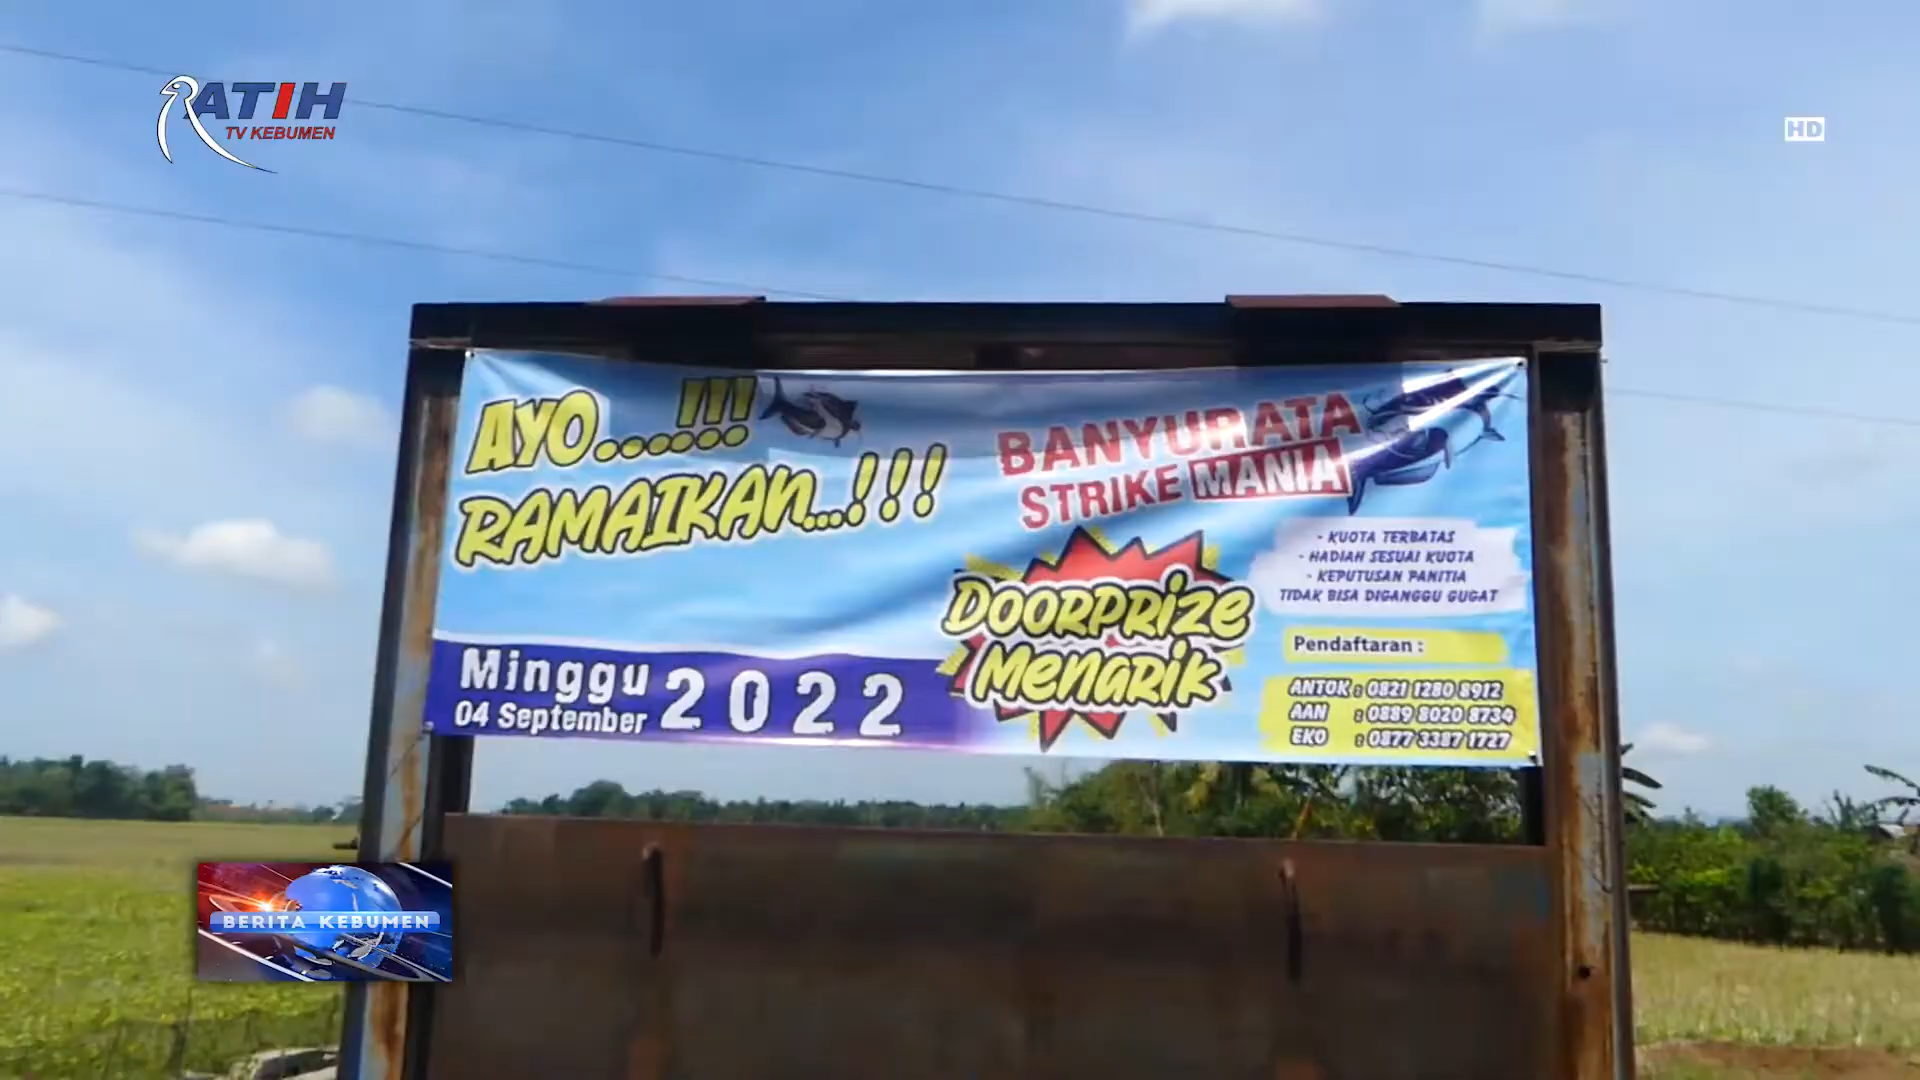 RATIH
TV KEBUMEN
HD
AYO......!!!
RAMAIKAN...!!!
BANYURATA
STRIKE MANIA
DOORPRIZE
MENARIK
- KUOTA TERBATAS
- HADIAH SESUAI KUOTA
- KEPUTUSAN PANITIA
TIDAK BISA DIGANGGU GUGAT
Pendaftaran :
ANTOK : 0821 1280 8912
AAN : 0889 8020 8734
EKO : 0877 3387 1727
Minggu
04 September 2022
BERITA KEBUMEN